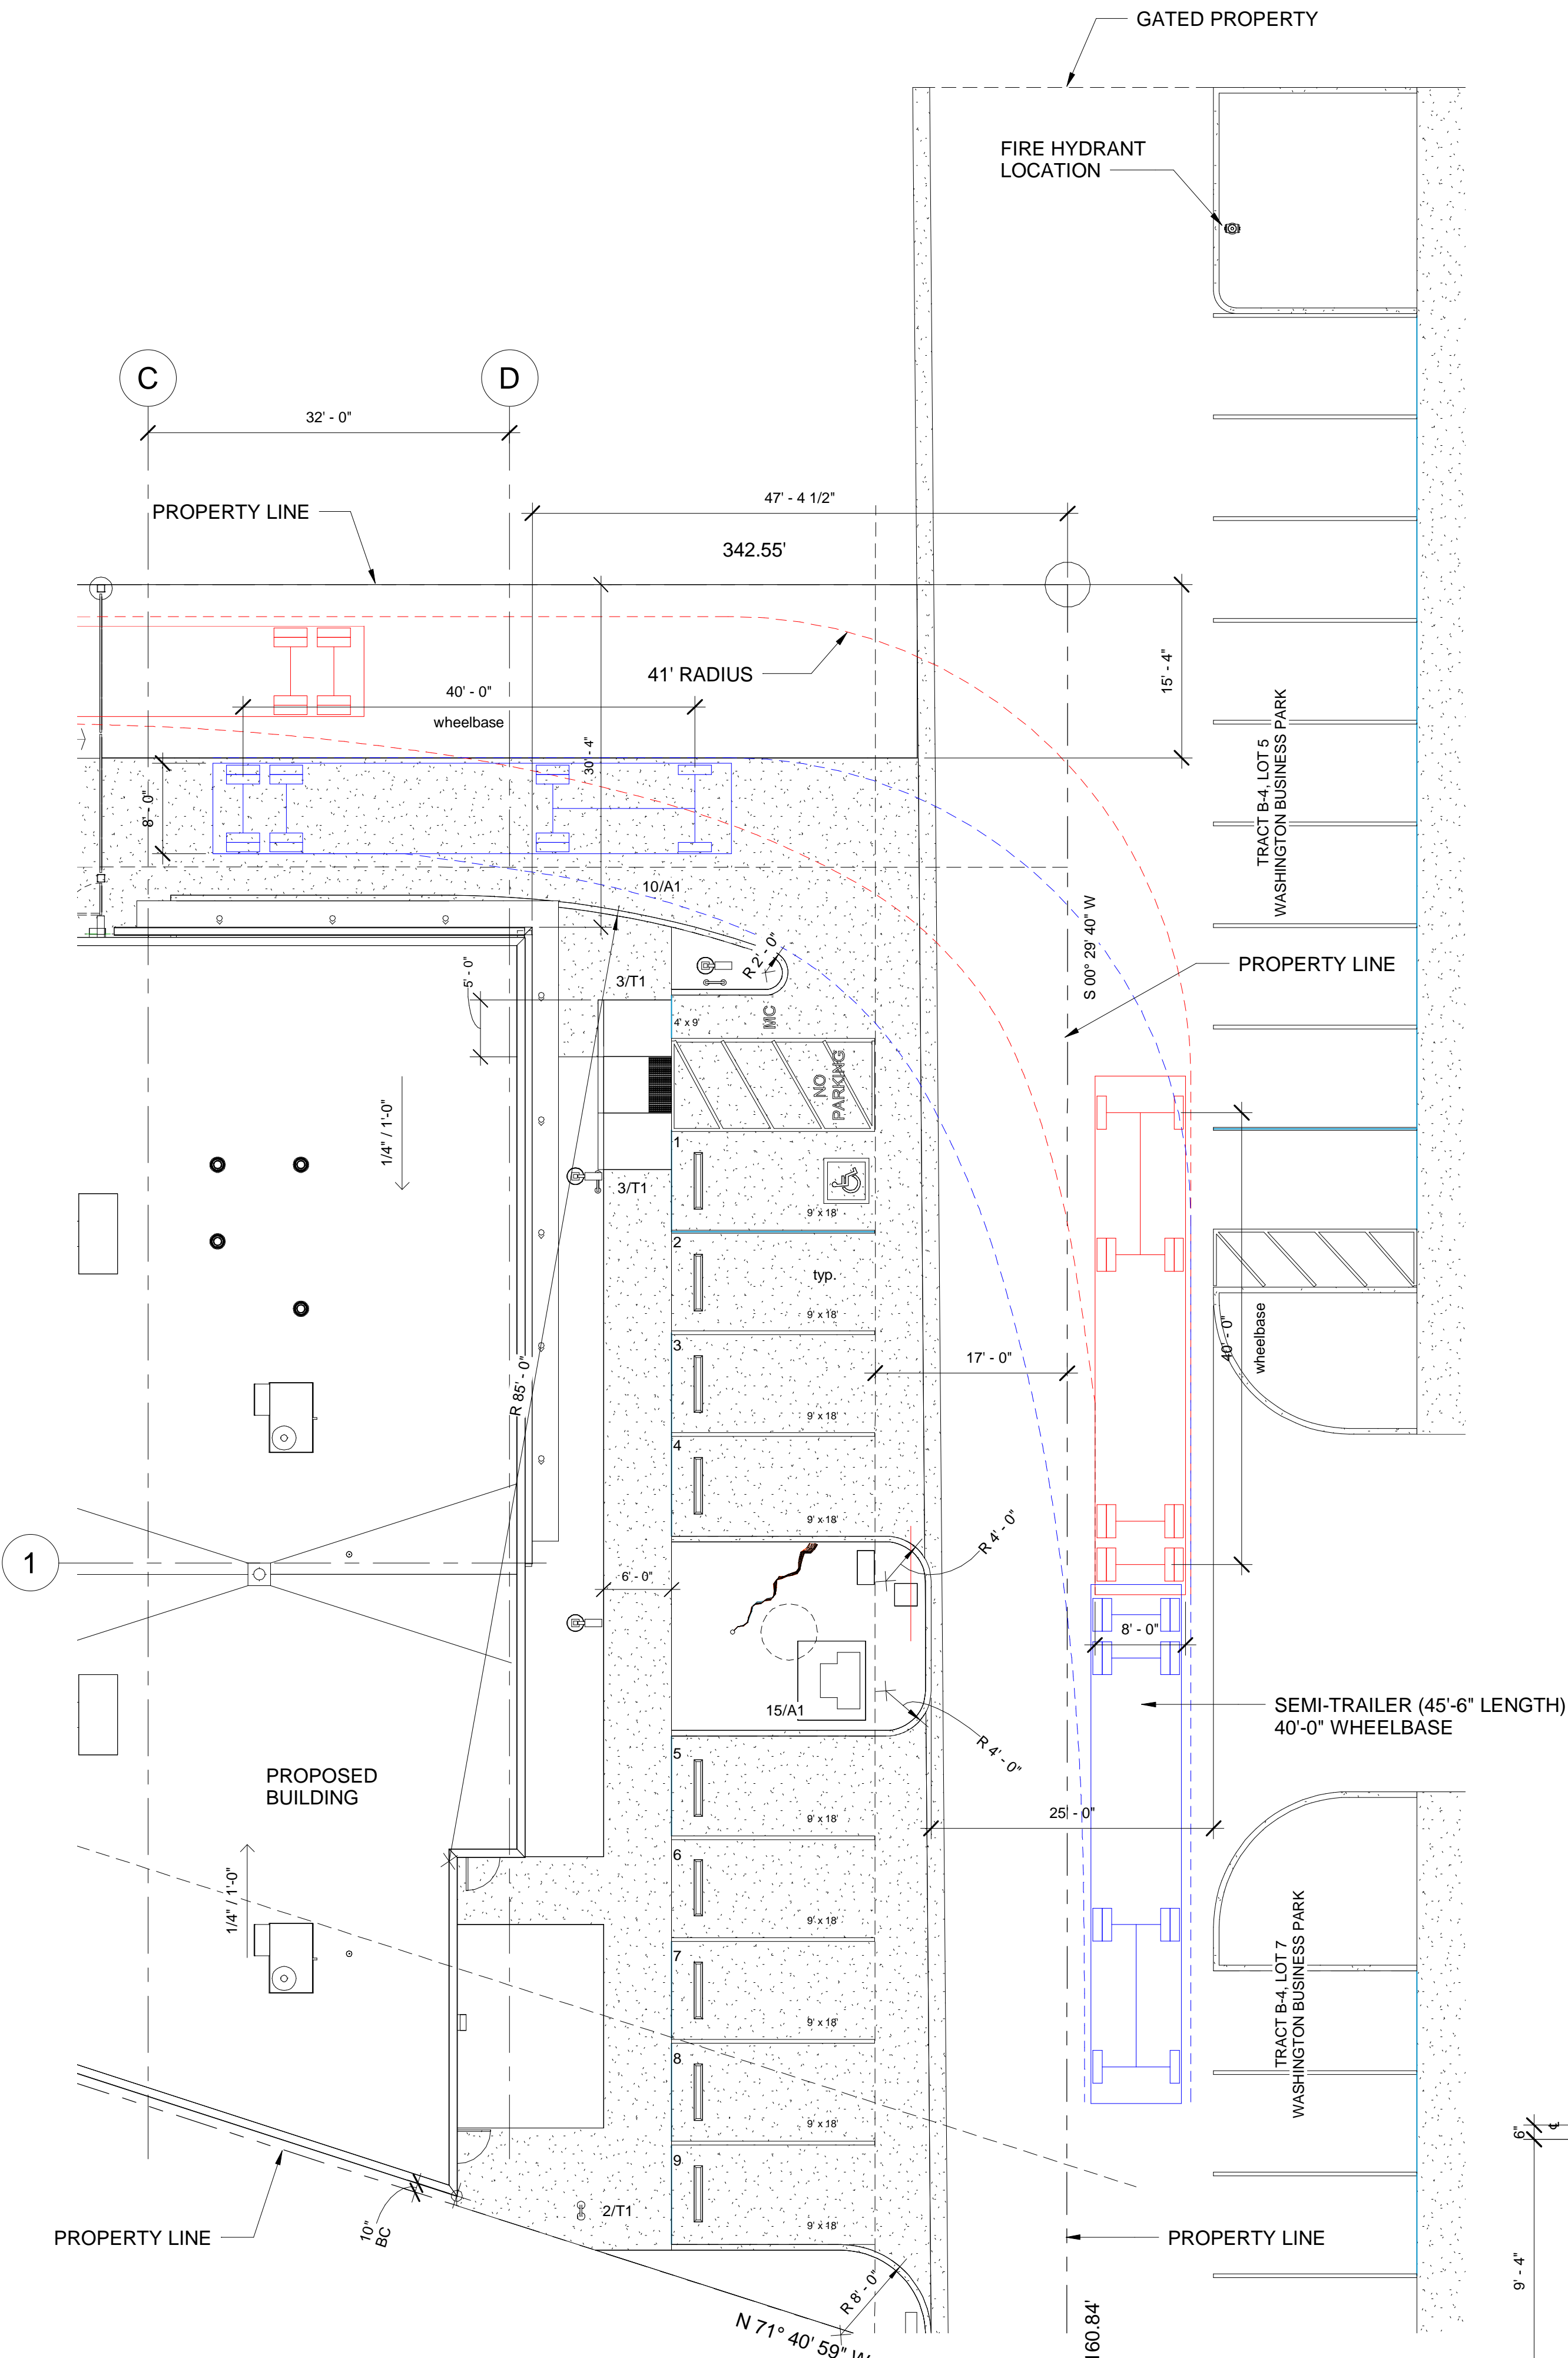 GATED PROPERTY
FIRE HYDRANT
LOCATION
C
D
32' - 0"
PROPERTY LINE
47' - 4 1/2"
342.55'
41' RADIUS
15' - 4"
40' - 0"
wheelbase
30' - 4"
8' - 0"
TRACT B-4, LOT 5
WASHINGTON BUSINESS PARK
10/A1
S 00° 29' 40" W
PROPERTY LINE
R 2' - 0"
5' - 0"
3/T1
4' x 9'
MC
NO
PARKING
1/4" / 1'-0"
1
3/T1
9' x 18'
2
typ.
9' x 18'
3
9' x 18'
17' - 0"
40' - 0"
wheelbase
R 85' - 0"
4
9' x 18'
R 4' - 0"
1
6' - 0"
8' - 0"
15/A1
SEMI-TRAILER (45'-6" LENGTH)
40'-0" WHEELBASE
R 4' - 0"
5
PROPOSED
BUILDING
9' x 18'
25' - 0"
6
1/4" / 1'-0"
9' x 18'
7
9' x 18'
TRACT B-4, LOT 7
WASHINGTON BUSINESS PARK
8
9' x 18'
6"
9
2/T1
9' x 18'
10"
BC
PROPERTY LINE
PROPERTY LINE
R 8' - 0"
9' - 4"
N 71° 40' 59" W
160.84'